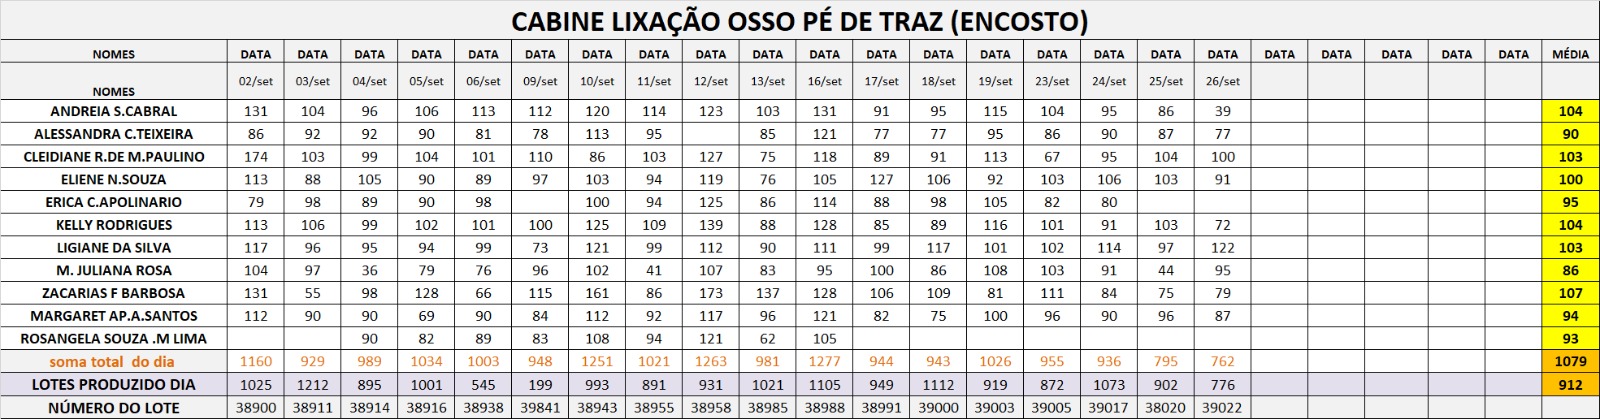 CABINE LIXAÇÃO OSSO PÉ DE TRAZ (ENCOSTO)
NOMES DATA DATA DATA DATA DATA DATA DATA DATA DATA DATA DATA DATA DATA DATA DATA DATA DATA DATA DATA DATA DATA DATA DATA MÉDIA
NOMES 02/set 03/set 04/set 05/set 06/set 09/set 10/set 11/set 12/set 13/set 16/set 17/set 18/set 19/set 23/set 24/set 25/set 26/set
ANDREIA S.CABRAL 131 104 96 106 113 112 120 114 123 103 131 91 95 115 104 95 86 39 104
ALESSANDRA C.TEIXEIRA 86 92 92 90 81 78 113 95 85 121 77 77 95 86 90 87 77 90
CLEIDIANE R.DE M.PAULINO 174 103 99 104 101 110 86 103 127 75 118 89 91 113 67 95 104 100 103
ELIENE N.SOUZA 113 88 105 90 89 97 103 94 119 76 105 127 106 92 103 106 103 91 100
ERICA C.APOLINARIO 79 98 89 90 98 100 94 125 86 114 88 98 105 82 80 95
KELLY RODRIGUES 113 106 99 102 101 100 125 109 139 88 128 85 89 116 101 91 103 72 104
LIGIANE DA SILVA 117 96 95 94 99 73 121 99 112 90 111 99 117 101 102 114 97 122 103
M. JULIANA ROSA 104 97 36 79 76 96 102 41 107 83 95 100 86 108 103 91 44 95 86
ZACARIAS F BARBOSA 131 55 98 128 66 115 161 86 173 137 128 106 109 81 111 84 75 79 107
MARGARET AP.A.SANTOS 112 90 90 69 90 84 112 92 117 96 121 82 75 100 96 90 96 87 94
ROSANGELA SOUZA .M LIMA 90 82 89 83 108 94 121 62 105 93
soma total do dia 1160 929 989 1034 1003 948 1251 1021 1263 981 1277 944 943 1026 955 936 795 762 1079
LOTES PRODUZIDO DIA 1025 1212 895 1001 545 199 993 891 931 1021 1105 949 1112 919 872 1073 902 776 912
NÚMERO DO LOTE 38900 38911 38914 38916 38938 39841 38943 38955 38958 38985 38988 38991 39000 39003 39005 39017 38020 39022